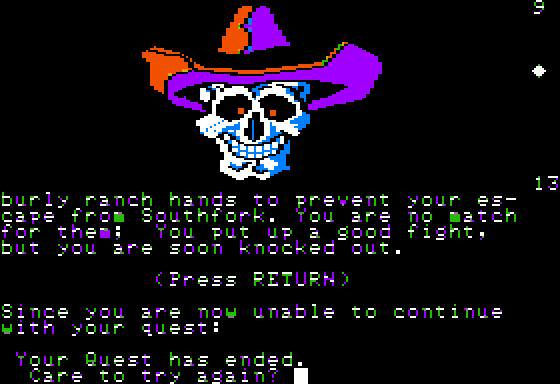 9
13
burly ranch hands to prevent your es-
cape from Southfork. You are no match
for them; You put up a good fight,
but you are soon knocked out.
(Press RETURN)
Since you are now unable to continue
with your quest:
Your Quest has ended.
Care to try again?